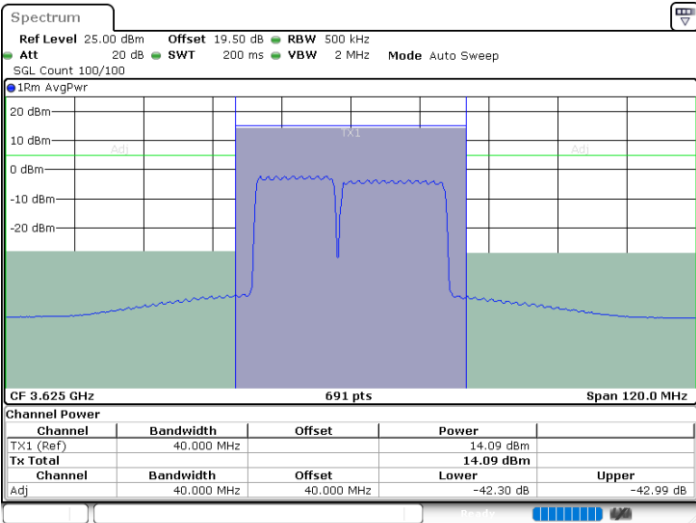 Spectrum
Ref Level 25.00 dBm Offset 19.50 dB RBW 500 kHz
Att 20 dB SWT 200 ms VBW 2 MHz Mode Auto Sweep
SGL Count 100/100
1Rm AvgPwr
20 dBm
TX1
10 dBm
Adj Adj
0 dBm
-10 dBm
-20 dBm
CF 3.625 GHz 691 pts Span 120.0 MHz
Channel Power
Channel Bandwidth Offset Power
TX1 (Ref) 40.000 MHz 14.09 dBm
Tx Total 14.09 dBm
Channel Bandwidth Offset Lower Upper
Adj 40.000 MHz 40.000 MHz -42.30 dB -42.99 dB
Ready